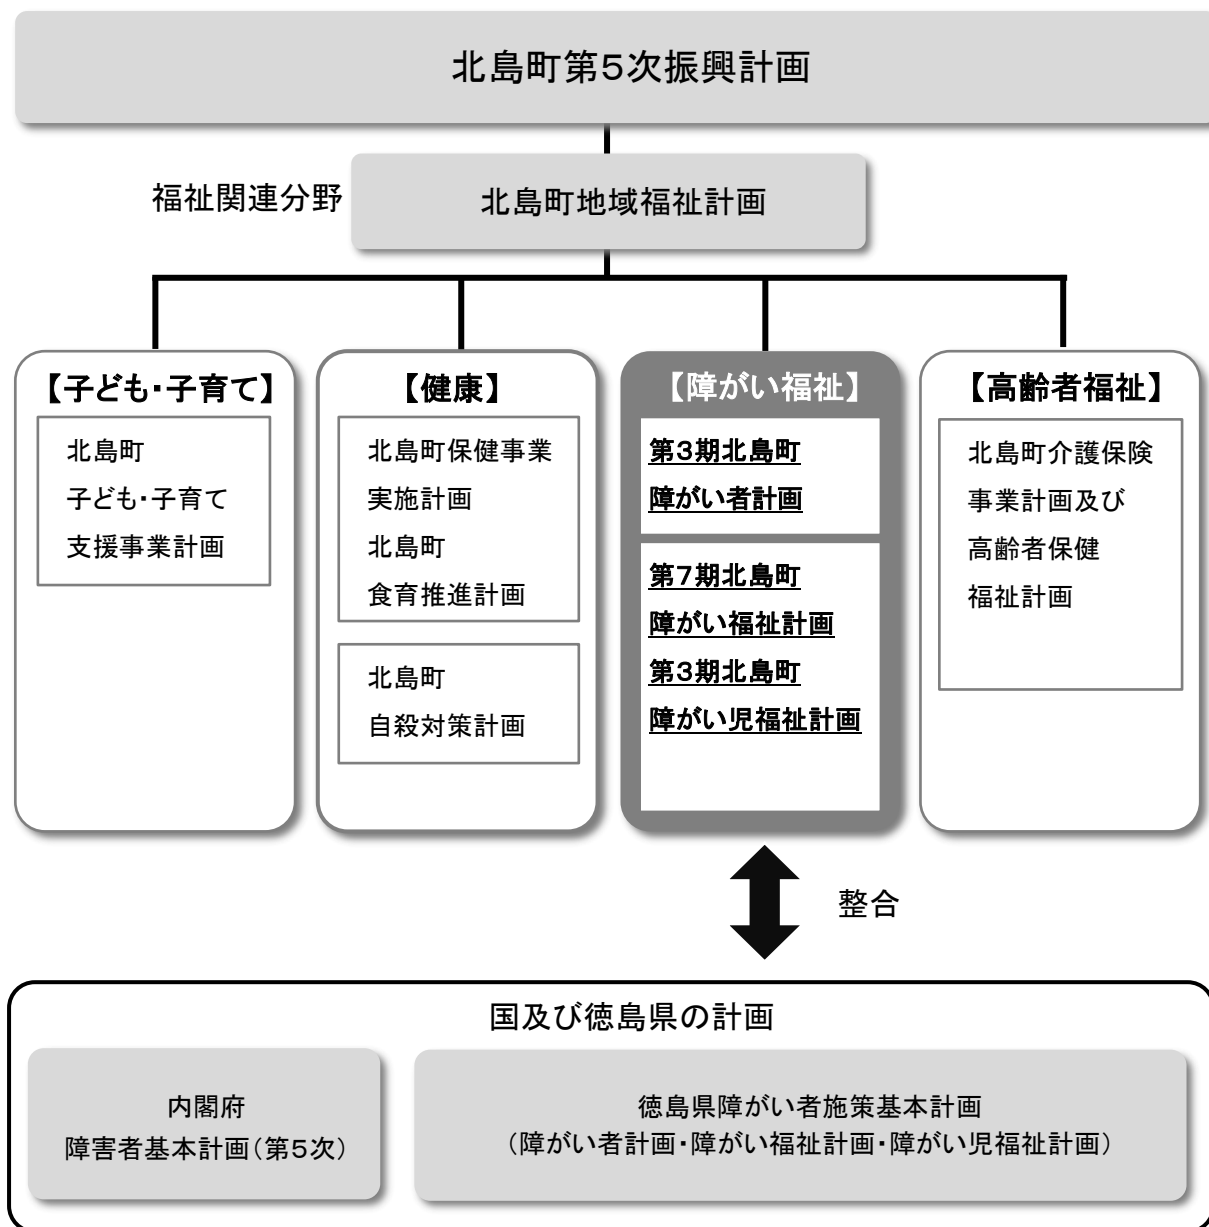 北島町第5次振興計画
福祉関連分野
北島町地域福祉計画
【子ども・子育て】
北島町
子ども・子育て
支援事業計画
【健康】
北島町保健事業
実施計画
北島町
食育推進計画
北島町
自殺対策計画
【障がい福祉】
第3期北島町
障がい者計画
第7期北島町
障がい福祉計画
第3期北島町
障がい児福祉計画
【高齢者福祉】
北島町介護保険
事業計画及び
高齢者保健
福祉計画
整合
国及び徳島県の計画
内閣府
障害者基本計画(第5次)
徳島県障がい者施策基本計画
(障がい者計画・障がい福祉計画・障がい児福祉計画)